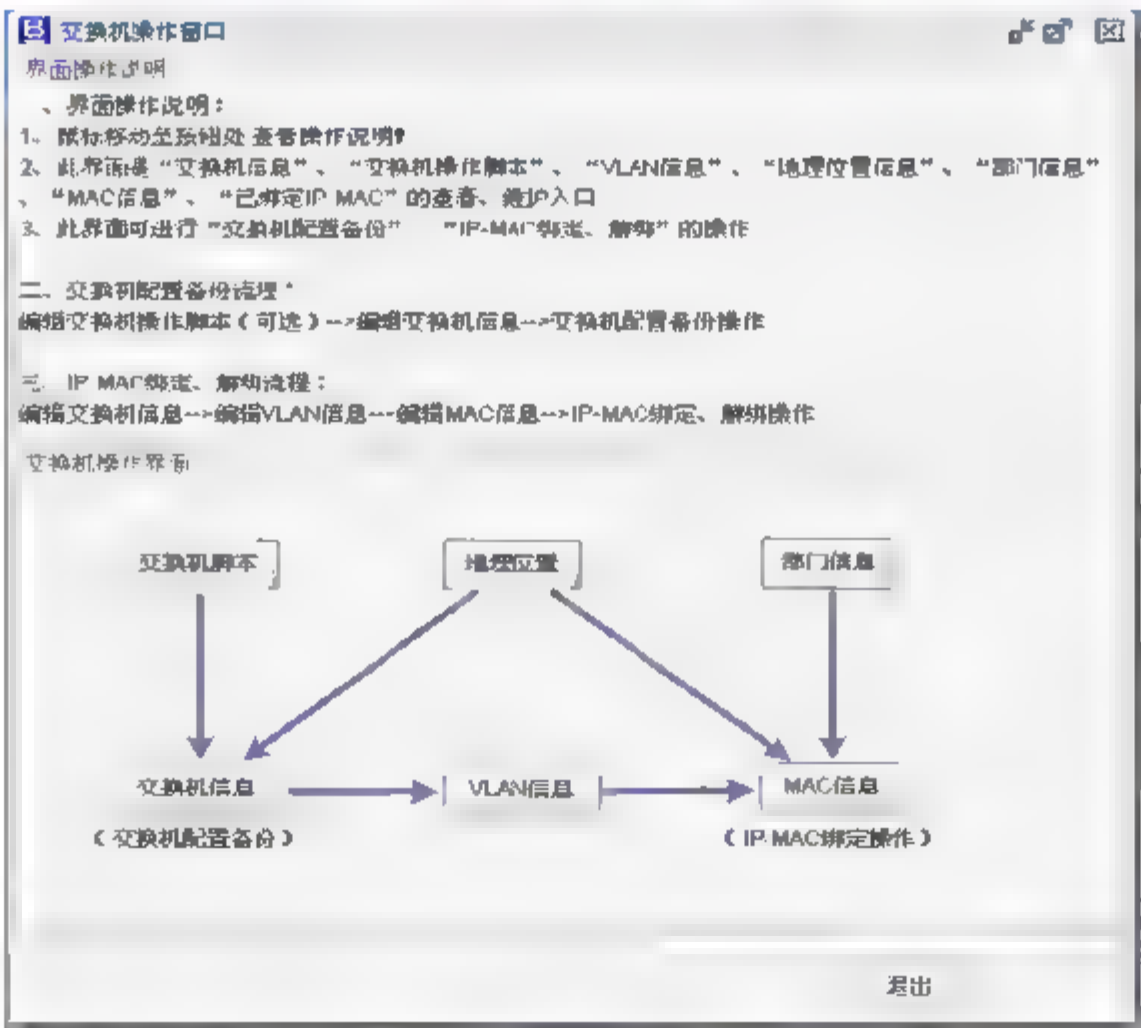 交换机操作窗口
界面操作说明
、界面操作说明：
1、鼠标移动至按钮处 查看操作说明
2、此界面是“交换机信息”、“交换机操作脚本”、“VLAN信息”、“地理位置信息”、“部门信息”
、“MAC信息”、“已绑定IP MAC”的查看、维护入口
3、此界面可进行“交换机配置备份” “IP-MAC绑定、解绑”的操作
二、交换机配置备份流程
编辑交换机操作脚本（可选）-->编辑交换机信息-->交换机配置备份操作
三、IP MAC绑定、解绑流程：
编辑交换机信息-->编辑VLAN信息---编辑MAC信息-->IP-MAC绑定、解绑操作
交换机操作界面
交换机脚本
地理位置
部门信息
交换机信息
VLAN信息
MAC信息
（交换机配置备份）
（IP-MAC绑定操作）
退出